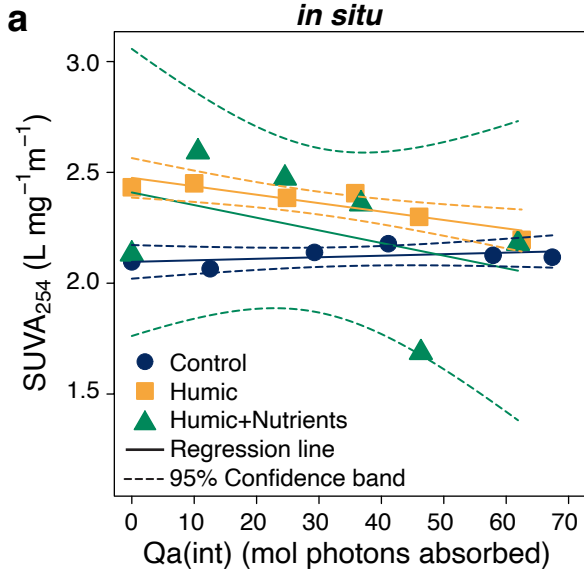 a
in situ
SUVA254 (L mg−1m−1)
3.0
2.5
2.0
1.5
Control
Humic
Humic+Nutrients
Regression line
95% Confidence band
0 10 20 30 40 50 60 70
Qa(int) (mol photons absorbed)